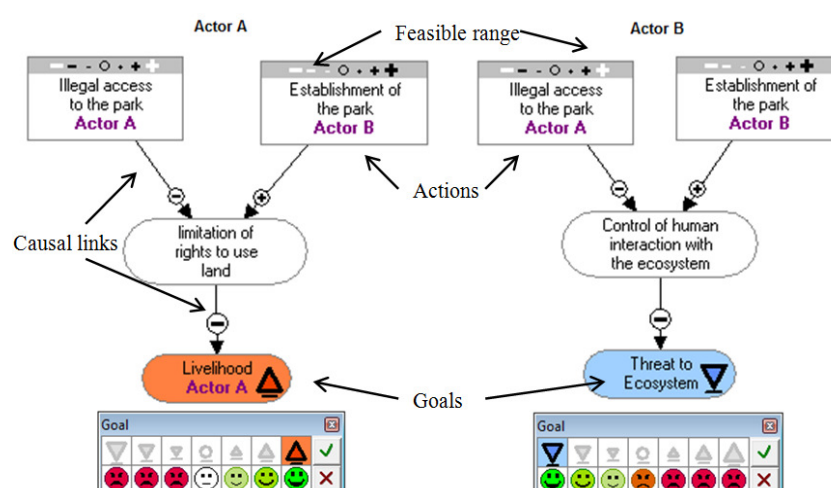 Actor A
Feasible range
Actor B
Illegal access
to the park
Actor A
Establishment of
the park
Actor B
Illegal access
to the park
Actor A
Establishment of
the park
Actor B
Actions
Causal links
limitation of
rights to use
land
Control of human
interaction with
the ecosystem
Livelihood
Actor A
Goals
Threat to
Ecosystem
Goal
Goal